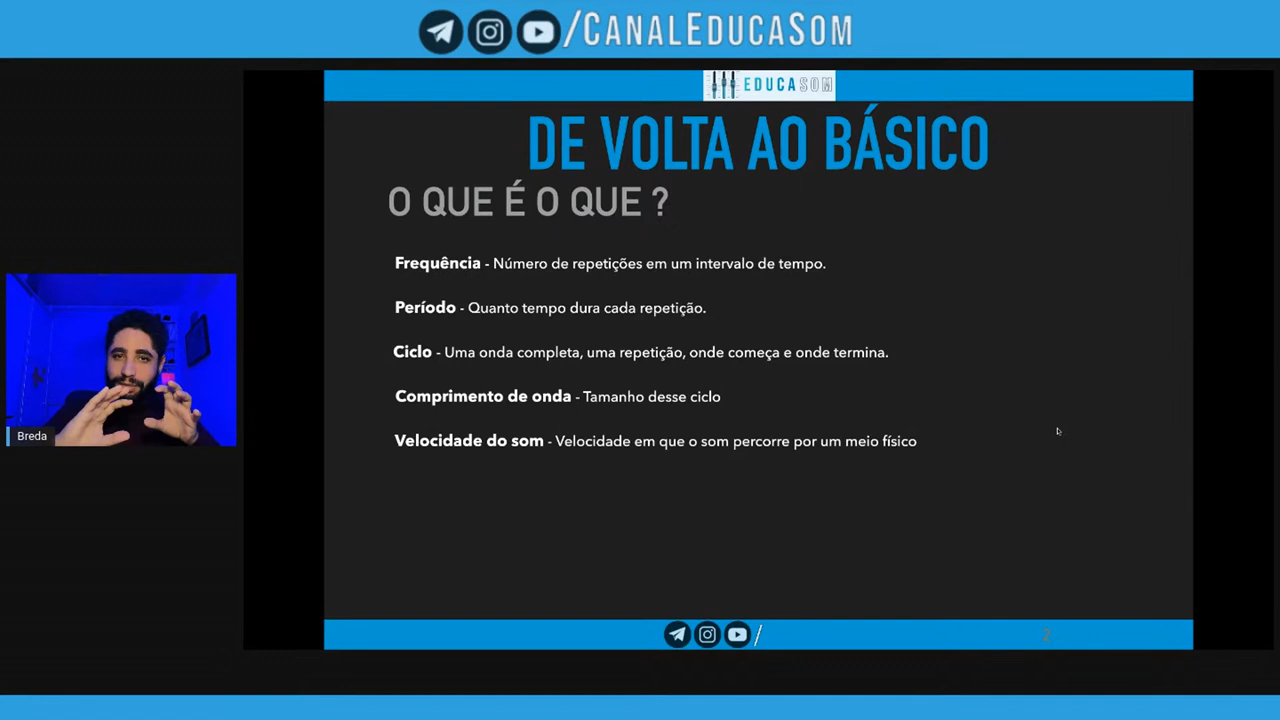 /CANALEDUCASOM
EDUCASOM
DE VOLTA AO BÁSICO
O QUE É O QUE ?
Frequência - Número de repetições em um intervalo de tempo.
Período - Quanto tempo dura cada repetição.
Ciclo - Uma onda completa, uma repetição, onde começa e onde termina.
Comprimento de onda - Tamanho desse ciclo
Velocidade do som - Velocidade em que o som percorre por um meio físico
Breda
/
2